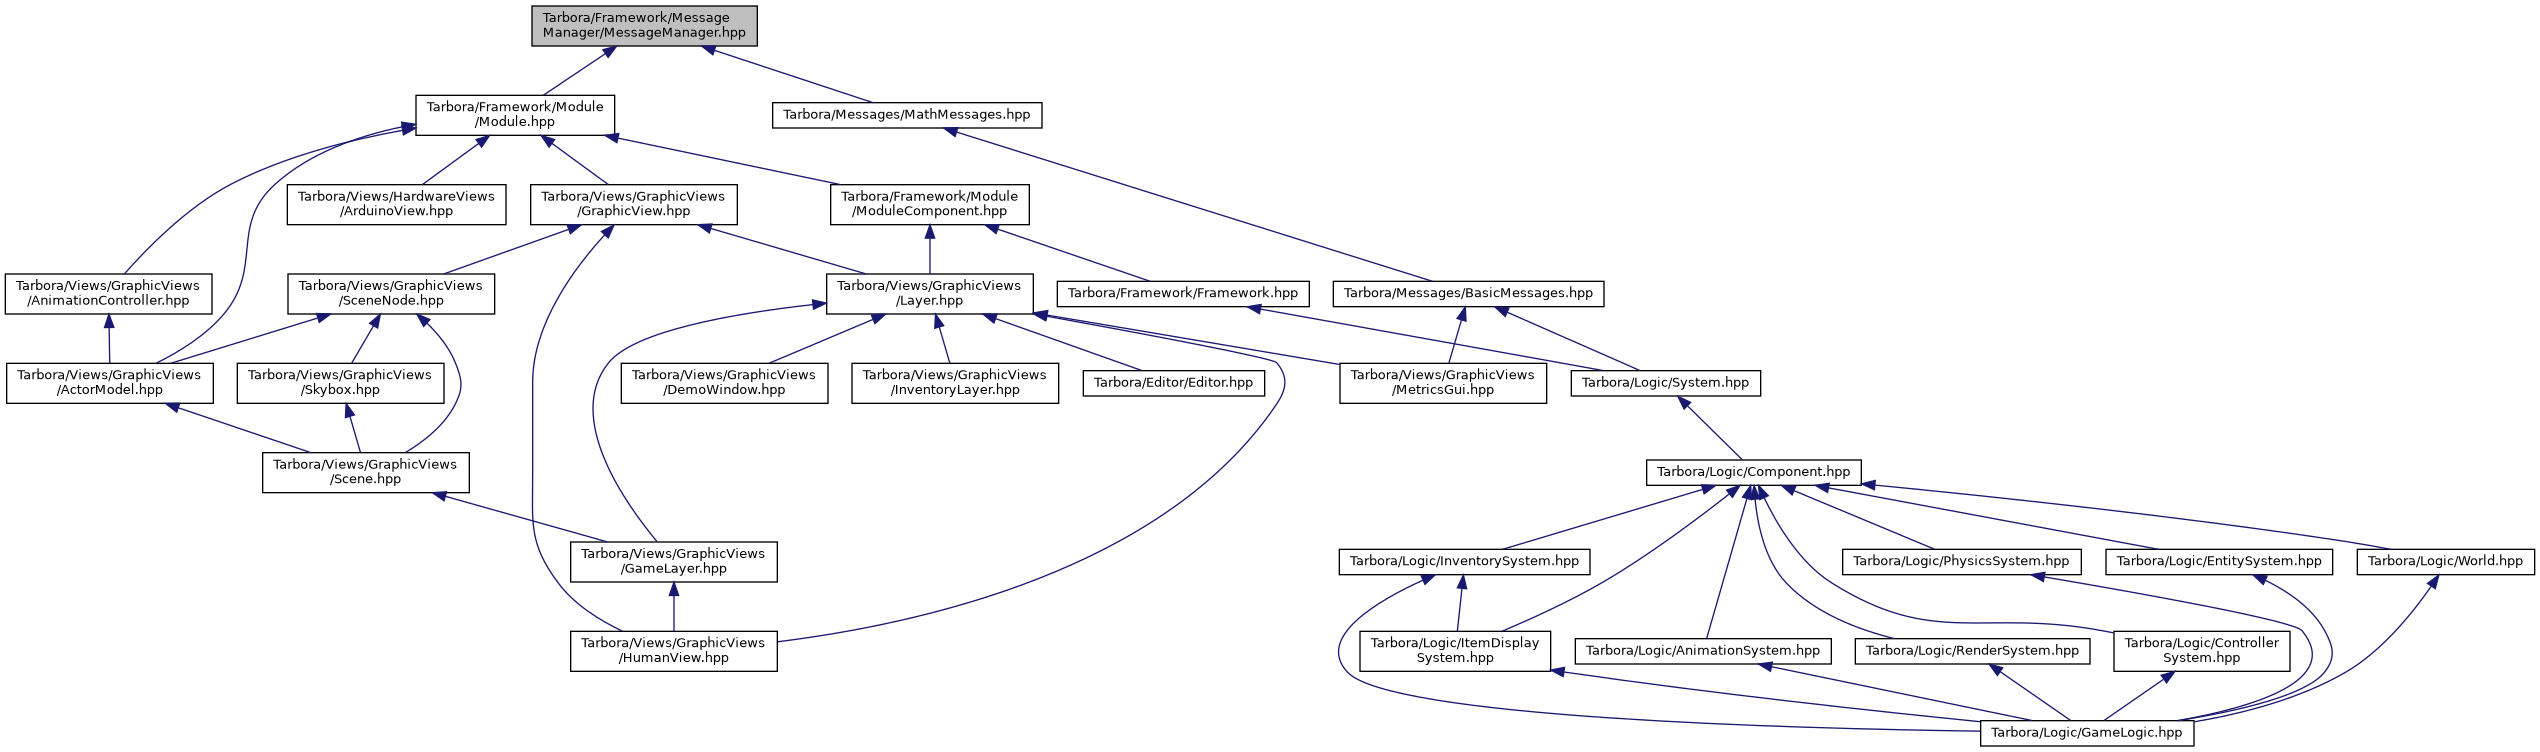 Tarbora/Framework/Message
Manager/MessageManager.hpp
Tarbora/Framework/Module
/Module.hpp
Tarbora/Messages/MathMessages.hpp
Tarbora/Views/HardwareViews
/ArduinoView.hpp
Tarbora/Views/GraphicViews
/GraphicView.hpp
Tarbora/Framework/Module
/ModuleComponent.hpp
Tarbora/Views/GraphicViews
/AnimationController.hpp
Tarbora/Views/GraphicViews
/SceneNode.hpp
Tarbora/Views/GraphicViews
/Layer.hpp
Tarbora/Framework/Framework.hpp
Tarbora/Messages/BasicMessages.hpp
Tarbora/Views/GraphicViews
/ActorModel.hpp
Tarbora/Views/GraphicViews
/Skybox.hpp
Tarbora/Views/GraphicViews
/DemoWindow.hpp
Tarbora/Views/GraphicViews
/InventoryLayer.hpp
Tarbora/Editor/Editor.hpp
Tarbora/Views/GraphicViews
/MetricsGui.hpp
Tarbora/Logic/System.hpp
Tarbora/Views/GraphicViews
/Scene.hpp
Tarbora/Logic/Component.hpp
Tarbora/Views/GraphicViews
/GameLayer.hpp
Tarbora/Logic/InventorySystem.hpp
Tarbora/Logic/PhysicsSystem.hpp
Tarbora/Logic/EntitySystem.hpp
Tarbora/Logic/World.hpp
Tarbora/Views/GraphicViews
/HumanView.hpp
Tarbora/Logic/ItemDisplay
System.hpp
Tarbora/Logic/AnimationSystem.hpp
Tarbora/Logic/RenderSystem.hpp
Tarbora/Logic/Controller
System.hpp
Tarbora/Logic/GameLogic.hpp